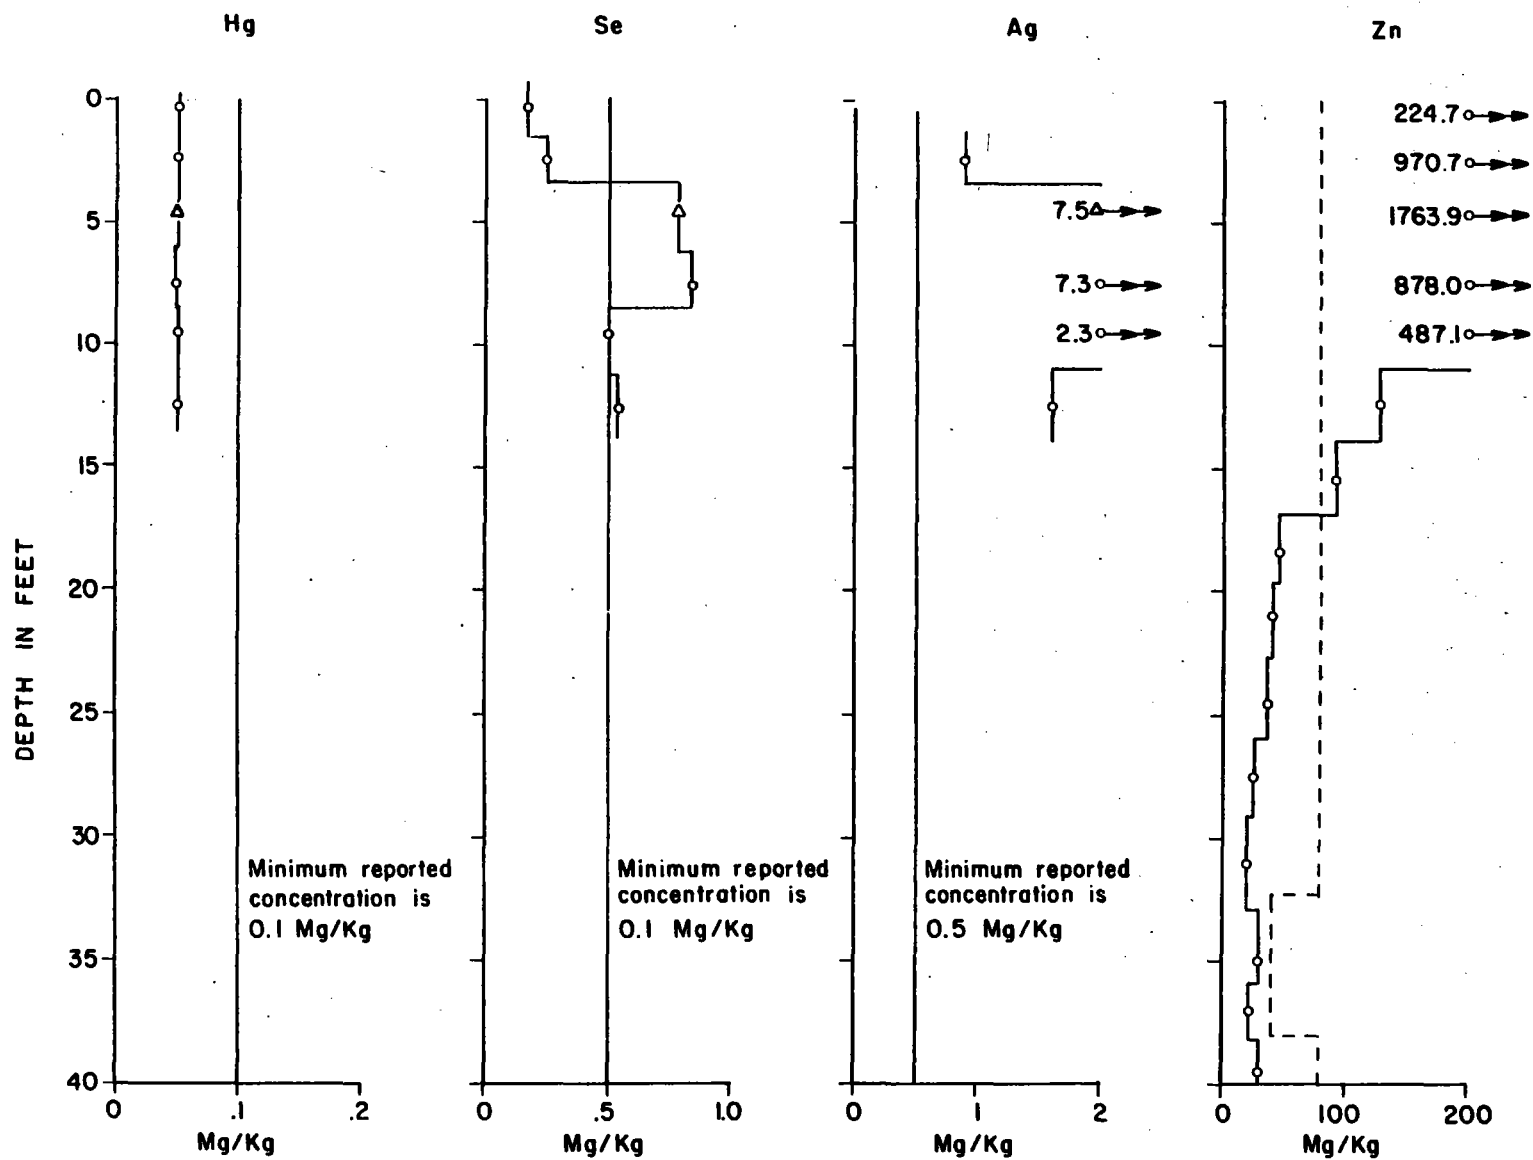 Hg Se Ag Zn
0
5
10
15
20
25
30
35
40
DEPTH IN FEET
224.7
970.7
7.5 1763.9
7.3 878.0
2.3 487.1
Minimum reported
concentration is
0.1 Mg/Kg
Minimum reported
concentration is
0.1 Mg/Kg
Minimum reported
concentration is
0.5 Mg/Kg
0 .1 .2
Mg/Kg
0 .5 1.0
Mg/Kg
0 1 2
Mg/Kg
0 100 200
Mg/Kg